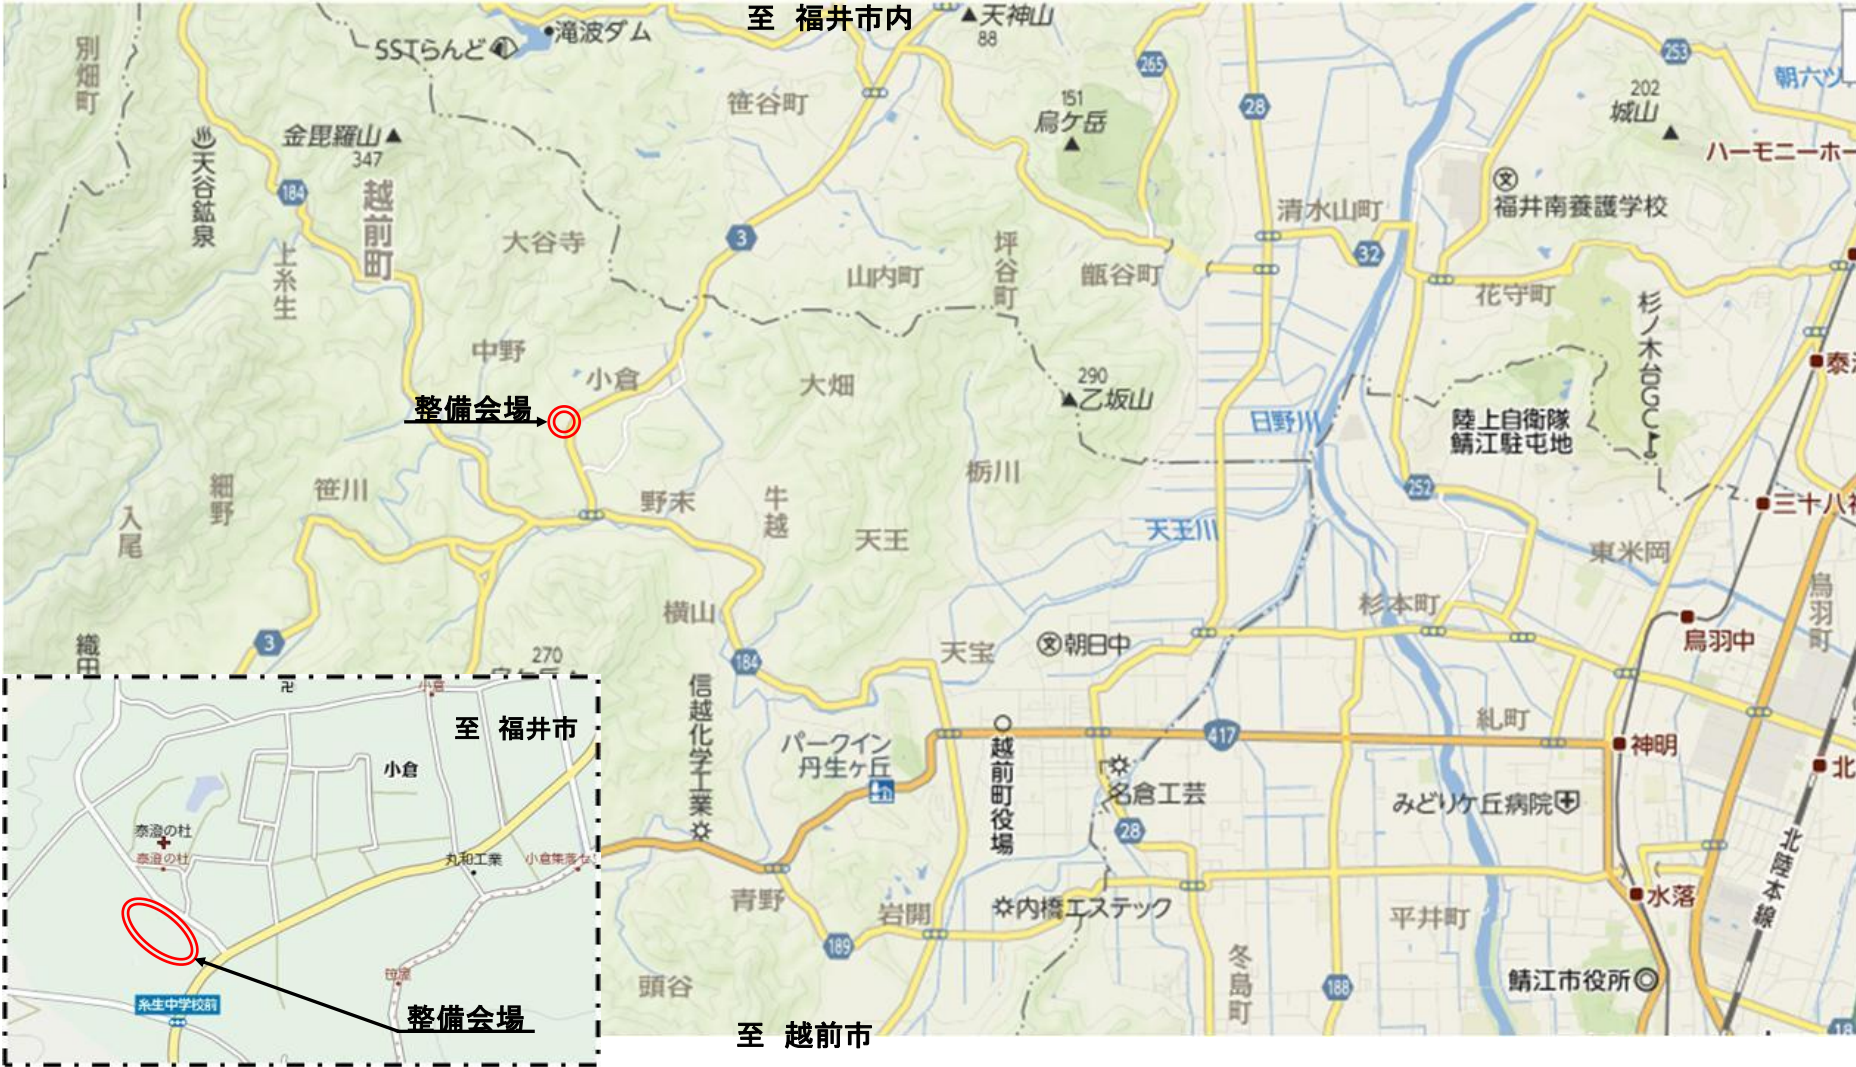 至 福井市内
天神山
88
滝波ダム
SSTらんど
別畑町
265
253
朝六ツ
202
城山
151
烏ケ岳
28
笹谷町
金毘羅山
347
天谷鉱泉
184
越前町
ハーモニーホー
福井南養護学校
清水山町
3
大谷寺
上糸生
坪谷町
山内町
甑谷町
32
花守町
杉ノ木台GC
中野
小倉
大畑
290
乙坂山
整備会場
日野川
陸上自衛隊
鯖江駐屯地
泰
252
三十八
栃川
笹川
細野
入尾
野末
牛越
天王
天王川
東米岡
鳥羽町
横山
杉本町
鳥羽中
3
織田
270
184
天宝
朝日中
信越化学工業
パークイン
丹生ヶ丘
越前町役場
417
糺町
神明
北
名倉工芸
みどりケ丘病院
28
北陸本線
青野
岩開
内橋エステック
水落
平井町
189
頭谷
冬島町
188
鯖江市役所
18
至 越前市
小倉
至 福井市
小倉
泰澄の杜
泰澄の杜
丸和工業
小倉集落セ
笹屋
糸生中学校前
整備会場